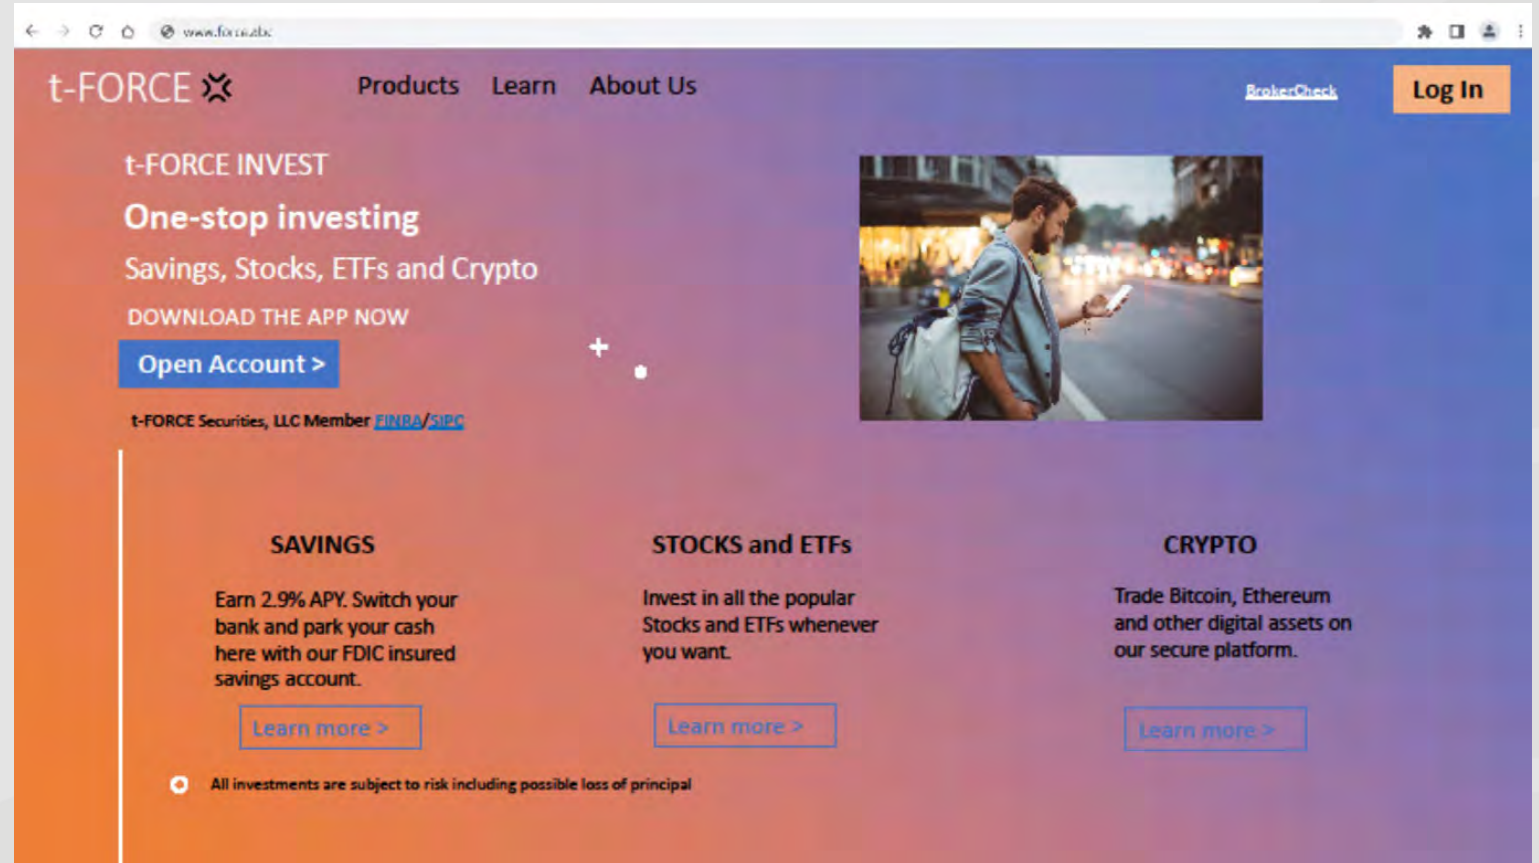 t-FORCE
Products Learn About Us
BrokerCheck
Log In
t-FORCE INVEST
One-stop investing
Savings, Stocks, ETFs and Crypto
DOWNLOAD THE APP NOW
Open Account >
t-FORCE Securities, LLC Member FINRA/SIPC
SAVINGS
Earn 2.9% APY. Switch your
bank and park your cash
here with our FDIC insured
savings account.
Learn more >
STOCKS and ETFs
Invest in all the popular
Stocks and ETFs whenever
you want.
Learn more >
CRYPTO
Trade Bitcoin, Ethereum
and other digital assets on
our secure platform.
Learn more >
All investments are subject to risk including possible loss of principal